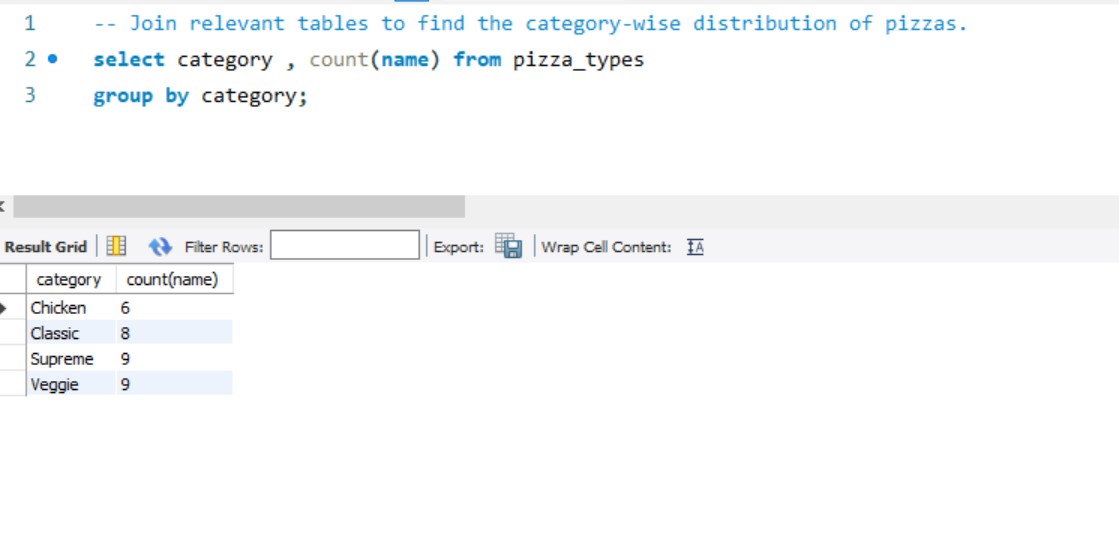 1 -- Join relevant tables to find the category-wise distribution of pizzas.
2 select category , count(name) from pizza_types
3 group by category;
Result Grid Filter Rows: Export: Wrap Cell Content: IA
category count(name)
Chicken 6
Classic 8
Supreme 9
Veggie 9